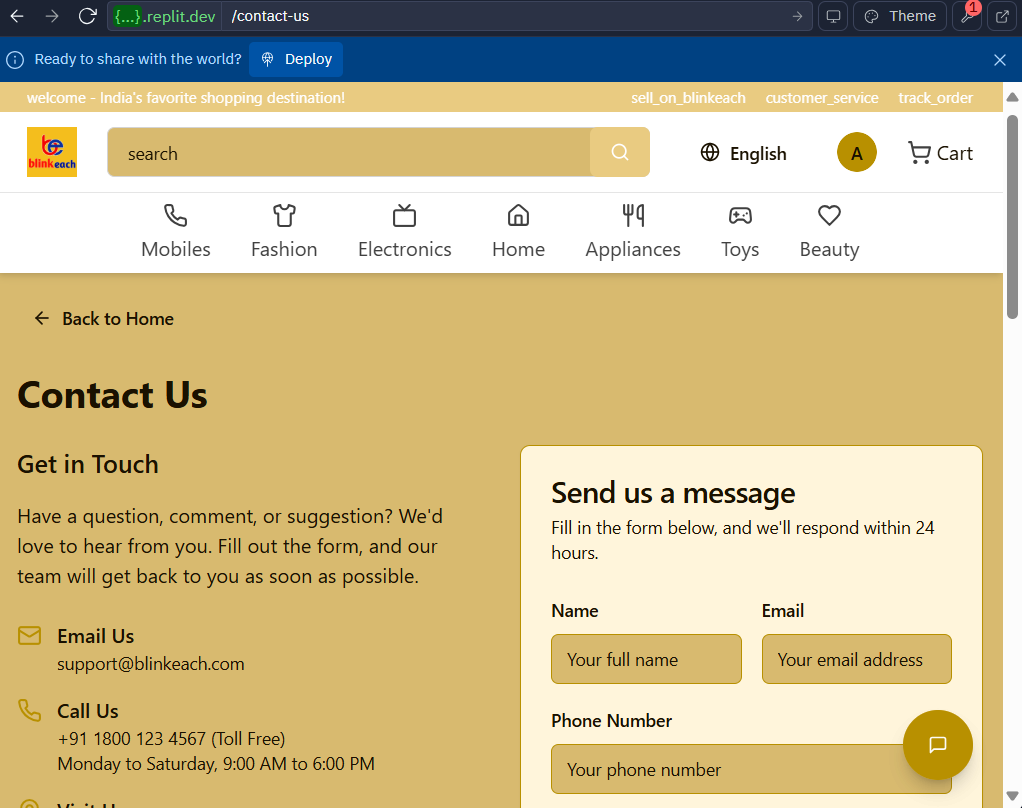 {...}.replit.dev /contact-us
Theme
1
Ready to share with the world? Deploy
welcome - India's favorite shopping destination!
sell_on_blinkeach customer_service track_order
be
blinkeach
search
English
A
Cart
Mobiles Fashion Electronics Home Appliances Toys Beauty
Back to Home
Contact Us
Get in Touch
Have a question, comment, or suggestion? We'd
love to hear from you. Fill out the form, and our
team will get back to you as soon as possible.
Email Us
support@blinkeach.com
Call Us
+91 1800 123 4567 (Toll Free)
Monday to Saturday, 9:00 AM to 6:00 PM
Send us a message
Fill in the form below, and we'll respond within 24
hours.
Name Email
Your full name Your email address
Phone Number
Your phone number